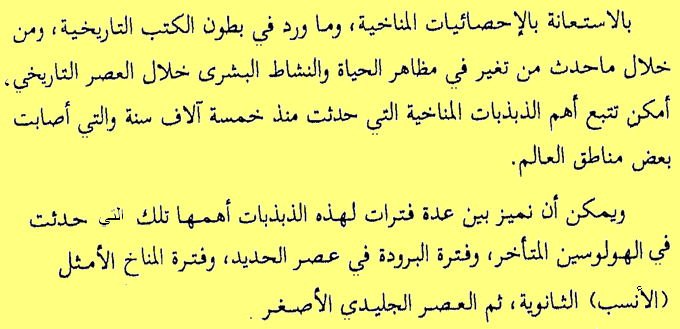 بالاستعانة بالإحصائيات المناخية، وما ورد في بطون الكتب التاريخية، ومن
خلال ماحدث من تغير في مظاهر الحياة والنشاط البشرى خلال العصر التاريخي،
أمكن تتبع أهم الذبذبات المناخية التي حدثت منذ خمسة آلاف سنة والتي أصابت
بعض مناطق العالم.
ويمكن أن نميز بين عدة فترات لهذه الذبذبات أهمها تلك التي حدثت
في الهولوسين المتأخر، وفترة البرودة في عصر الحديد، وفترة المناخ الأمثل
(الأنسب) الثانوية، ثم العصر الجليدي الأصغر.